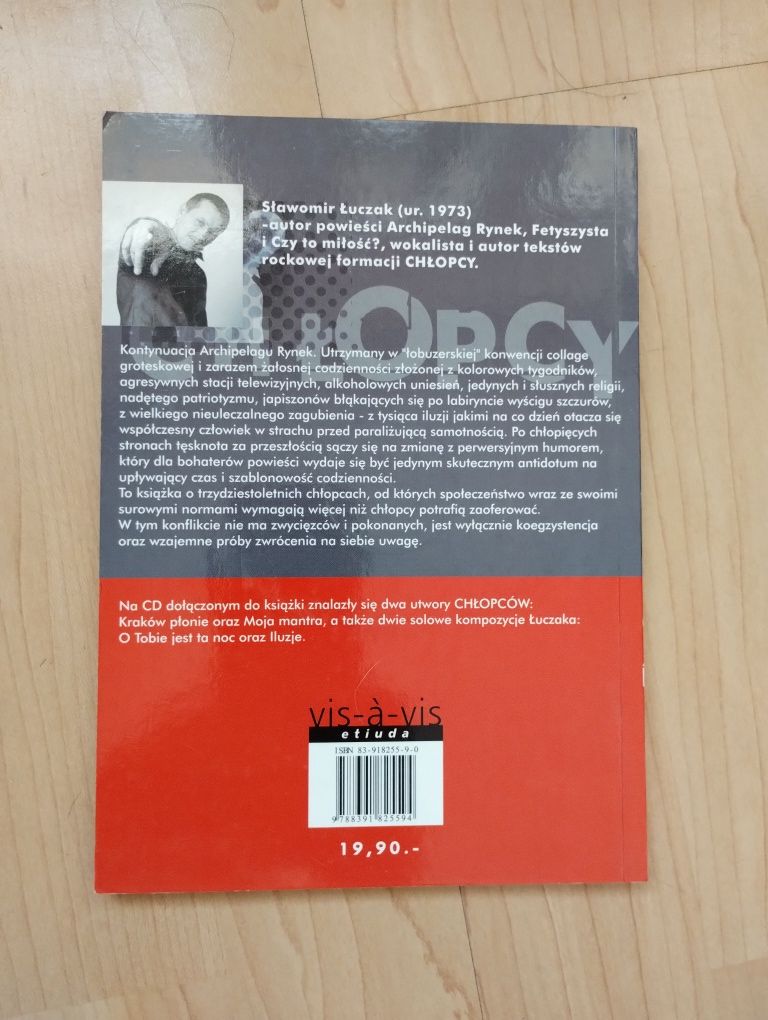 Sławomir Łuczak (ur. 1973)
-autor powieści Archipelag Rynek, Fetyszysta
i Czy to miłość?, wokalista i autor tekstów
rockowej formacji CHŁOPCY.
CHŁOPCY
Kontynuacja Archipelagu Rynek. Utrzymany w "łobuzerskiej" konwencji collage
groteskowej i zarazem żałosnej codzienności złożonej z kolorowych tygodników,
agresywnych stacji telewizyjnych, alkoholowych uniesień, jedynych i słusznych religii,
nadętego patriotyzmu, japiszonów błąkających się po labiryncie wyścigu szczurów,
z wielkiego nieuleczalnego zagubienia - z tysiąca iluzji jakimi na co dzień otacza się
współczesny człowiek w strachu przed paraliżującą samotnością. Po chłopięcych
stronach tęsknota za przeszłością sączy się na zmianę z perwersyjnym humorem,
który dla bohaterów powieści wydaje się być jedynym skutecznym antidotum na
upływający czas i szablonowość codzienności.
To książka o trzydziestoletnich chłopcach, od których społeczeństwo wraz ze swoimi
surowymi normami wymagają więcej niż chłopcy potrafią zaoferować.
W tym konflikcie nie ma zwycięzców i pokonanych, jest wyłącznie koegzystencja
oraz wzajemne próby zwrócenia na siebie uwagę.
Na CD dołączonym do książki znalazły się dwa utwory CHŁOPCÓW:
Kraków płonie oraz Moja mantra, a także dwie solowe kompozycje Łuczaka:
O Tobie jest ta noc oraz Iluzje.
vis-à-vis
etiuda
ISBN 83-918255-9-0
9788391825594
19,90.-